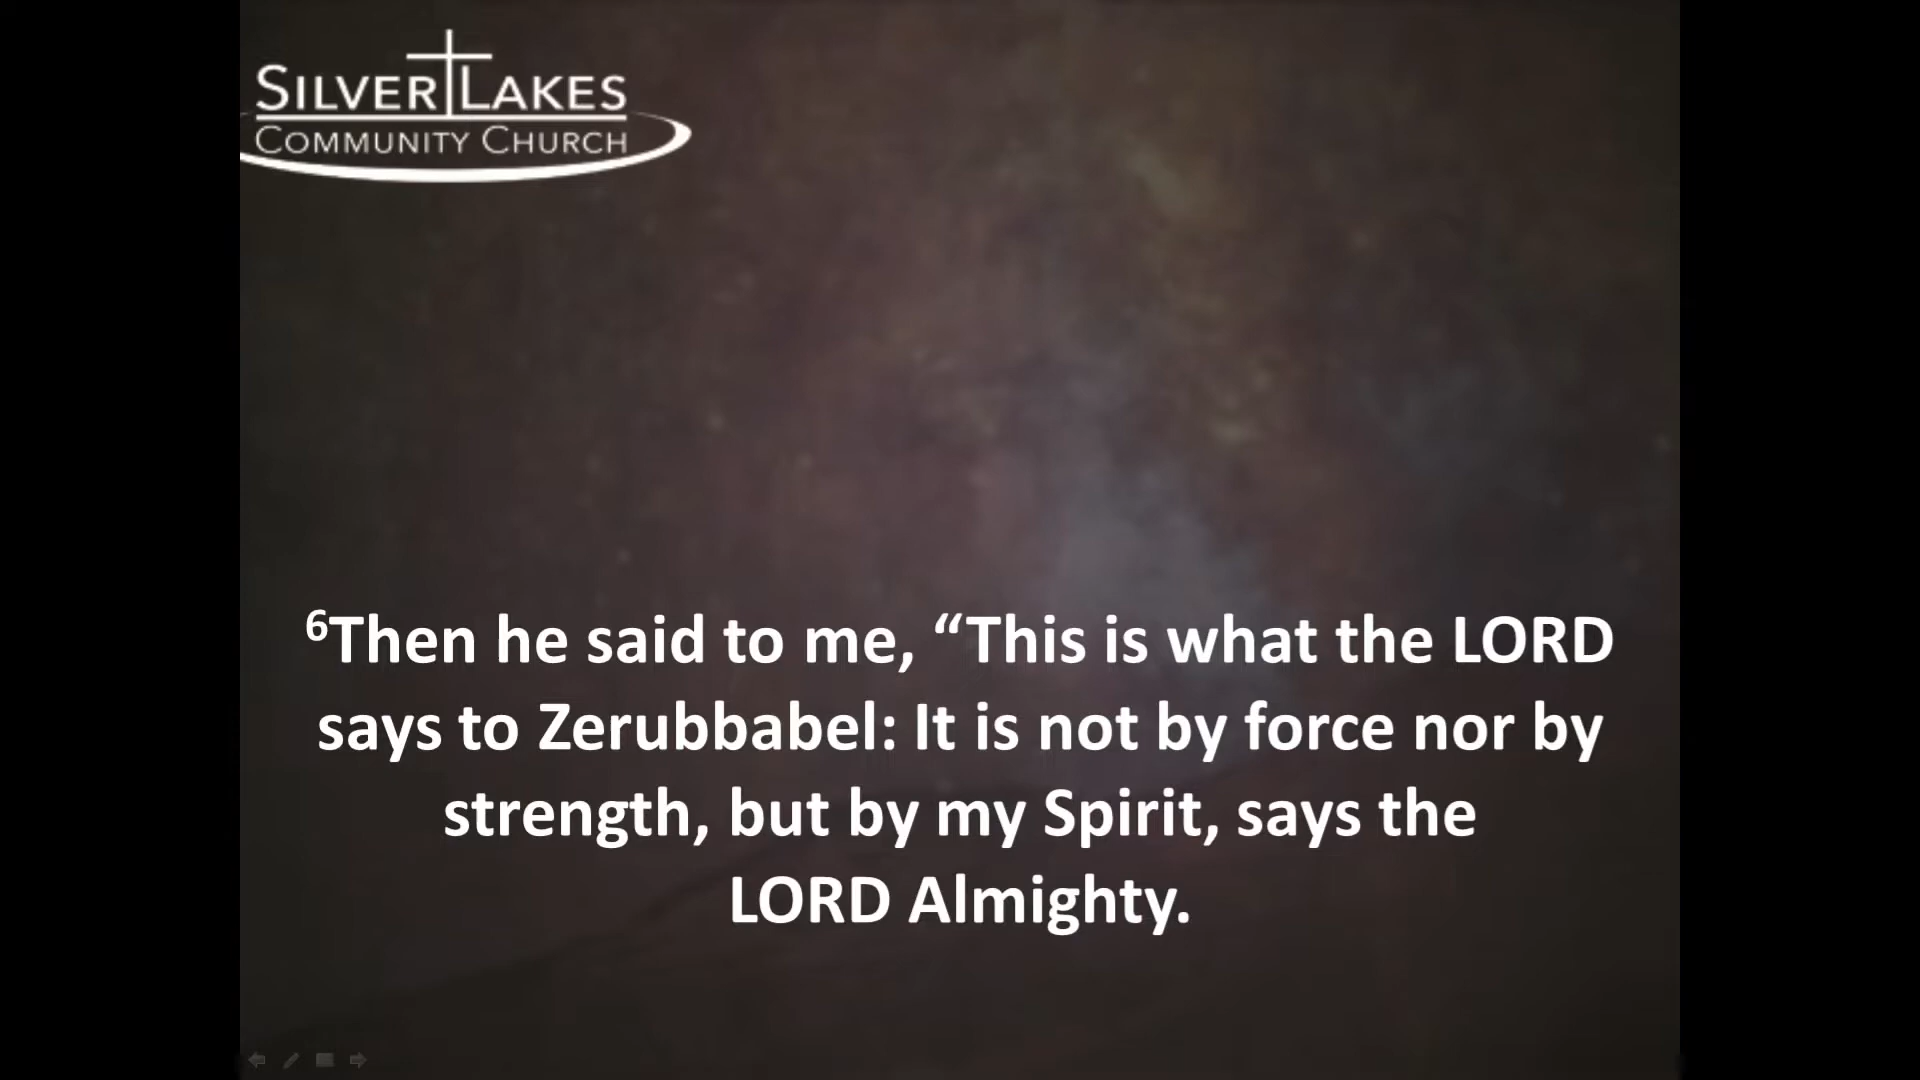 SILVER LAKES
COMMUNITY CHURCH
⁶Then he said to me, “This is what the LORD
says to Zerubbabel: It is not by force nor by
strength, but by my Spirit, says the
LORD Almighty.